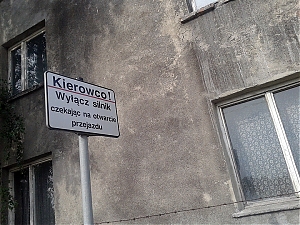 Kierowco!
Wyłącz silnik
czekając na otwarcie
przejazdu